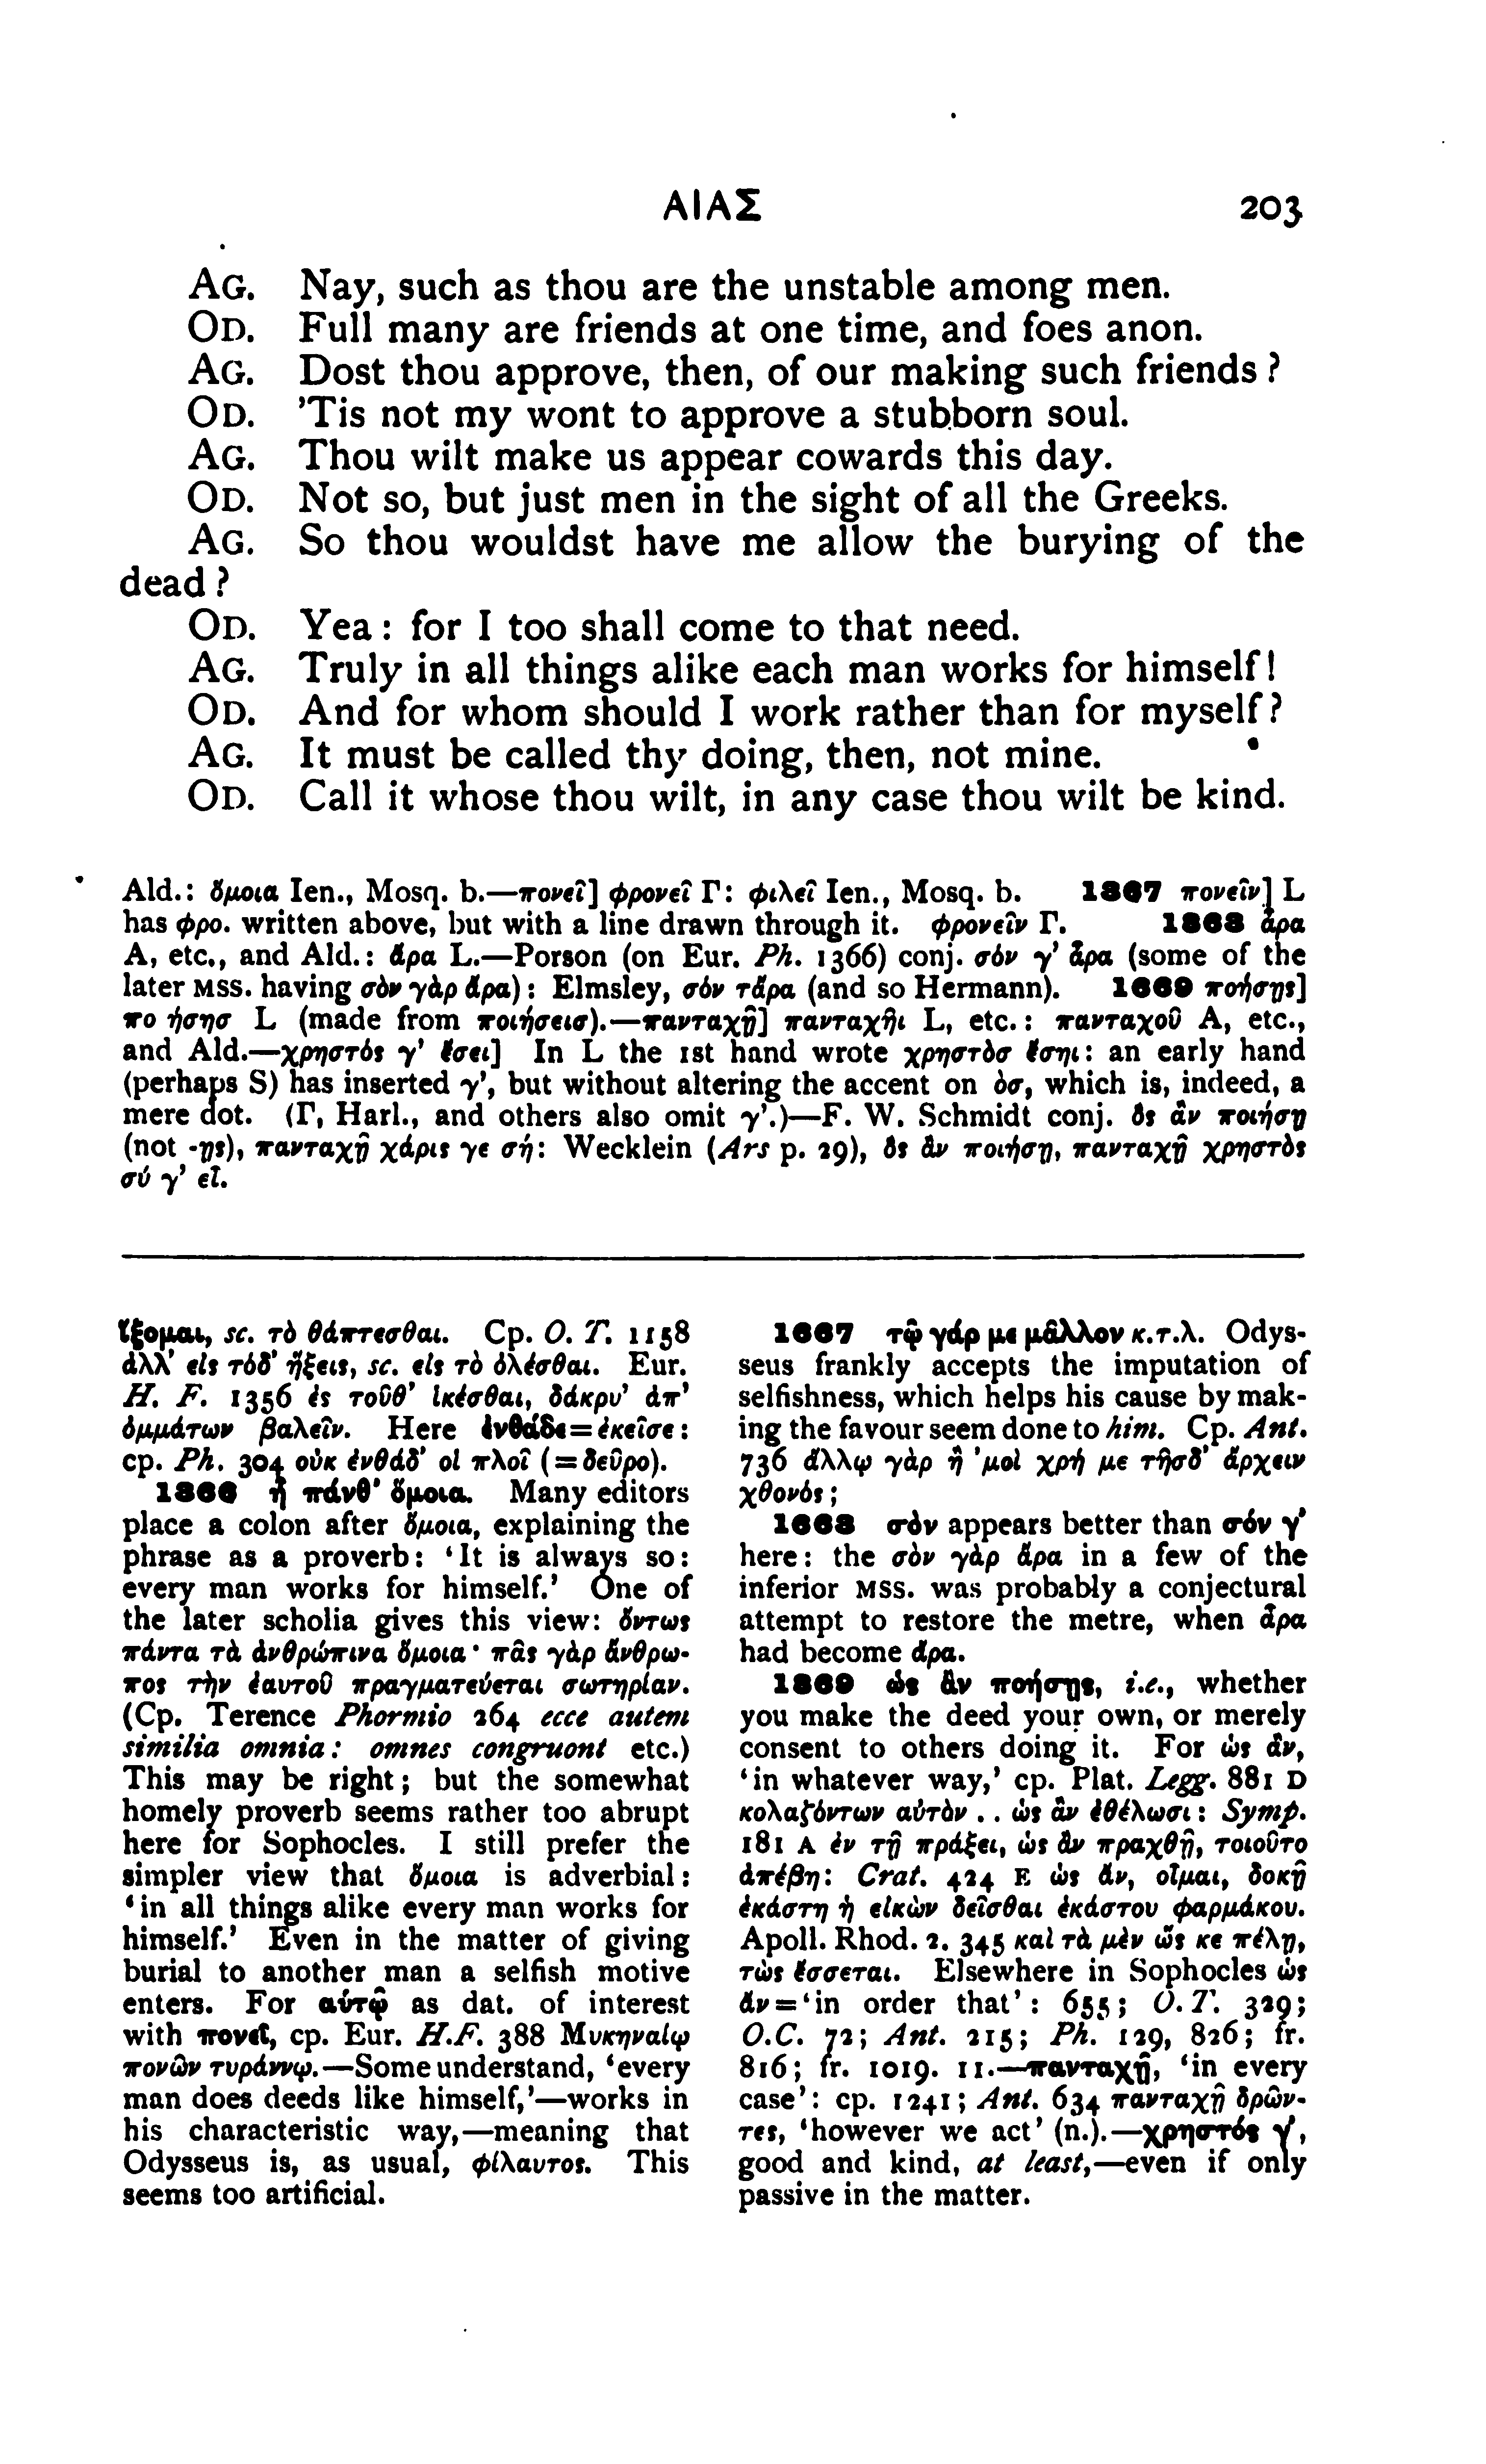 ΑΙΑΣ 203
AG. Nay, such as thou are the unstable among men.
OD. Full many are friends at one time, and foes anon.
AG. Dost thou approve, then, of our making such friends?
OD. 'Tis not my wont to approve a stubborn soul.
AG. Thou wilt make us appear cowards this day.
OD. Not so, but just men in the sight of all the Greeks.
AG. So thou wouldst have me allow the burying of the
dead?
OD. Yea: for I too shall come to that need.
AG. Truly in all things alike each man works for himself!
OD. And for whom should I work rather than for myself?
AG. It must be called thy doing, then, not mine.
OD. Call it whose thou wilt, in any case thou wilt be kind.
Ald.: ὅμοια Ien., Mosq. b.—πονεῖ] φρονεῖ Γ: φιλεῖ Ien., Mosq. b. 1367 πονεῖν] L
has φρο. written above, but with a line drawn through it. φρονεῖν Γ. 1368 ἆρα
A, etc., and Ald.: ἄρα L.—Porson (on Eur. Ph. 1366) conj. σόν γ' ἆρα (some of the
later MSS. having σὸν γὰρ ἄρα): Elmsley, σόν τἄρα (and so Hermann). 1369 ποήσῃς]
πο ήσησ L (made from ποιήσεισ).—πανταχῇ] πανταχῆι L, etc.: πανταχοῦ A, etc.,
and Ald.—χρηστός γ' ἔσει] In L the 1st hand wrote χρηστὸσ ἔσηι: an early hand
(perhaps S) has inserted γ', but without altering the accent on ὸσ, which is, indeed, a
mere dot. (Γ, Harl., and others also omit γ'.)—F. W. Schmidt conj. ὃς ἂν ποιήσῃ
(not -ῃς), πανταχῇ χάρις γε σή: Wecklein (Ars p. 29), ὃς ἂν ποιήσῃ, πανταχῇ χρηστὸς
σύ γ' εἶ.
ἵξομαι, sc. τὸ θάπτεσθαι. Cp. O. T. 1158
ἀλλ' εἰς τόδ' ἥξεις, sc. εἰς τὸ ὀλέσθαι. Eur.
H. F. 1356 ἐς τοῦθ' ἱκέσθαι, δάκρυ' ἀπ'
ὀμμάτων βαλεῖν. Here ἐνθάδε=ἐκεῖσε:
cp. Ph. 304 οὐκ ἐνθάδ' οἱ πλοῖ (=δεῦρο).
1366 ἦ πάνθ' ὅμοια. Many editors
place a colon after ὅμοια, explaining the
phrase as a proverb: 'It is always so:
every man works for himself.' One of
the later scholia gives this view: ὄντως
πάντα τὰ ἀνθρώπινα ὅμοια· πᾶς γὰρ ἄνθρω-
πος τὴν ἑαυτοῦ πραγματεύεται σωτηρίαν.
(Cp. Terence Phormio 264 ecce autem
similia omnia: omnes congruont etc.)
This may be right; but the somewhat
homely proverb seems rather too abrupt
here for Sophocles. I still prefer the
simpler view that ὅμοια is adverbial:
'in all things alike every man works for
himself.' Even in the matter of giving
burial to another man a selfish motive
enters. For αὑτῷ as dat. of interest
with πονεῖ, cp. Eur. H.F. 388 Μυκηναίῳ
πονῶν τυράννῳ.—Some understand, 'every
man does deeds like himself,'—works in
his characteristic way,—meaning that
Odysseus is, as usual, φίλαυτος. This
seems too artificial.
1367 τῷ γάρ με μᾶλλον κ.τ.λ. Odys-
seus frankly accepts the imputation of
selfishness, which helps his cause by mak-
ing the favour seem done to him. Cp. Ant.
736 ἄλλῳ γὰρ ἢ 'μοὶ χρή με τῆσδ' ἄρχειν
χθονός;
1368 σὸν appears better than σόν γ'
here: the σὸν γὰρ ἄρα in a few of the
inferior MSS. was probably a conjectural
attempt to restore the metre, when ἆρα
had become ἄρα.
1369 ὡς ἂν ποήσῃς, i.e., whether
you make the deed your own, or merely
consent to others doing it. For ὡς ἄν,
'in whatever way,' cp. Plat. Legg. 881 D
κολαζόντων αὐτὸν .. ὡς ἂν ἐθέλωσι: Symp.
181 A ἐν τῇ πράξει, ὡς ἂν πραχθῇ, τοιοῦτο
ἀπέβη: Crat. 424 E ὡς ἄν, οἶμαι, δοκῇ
ἑκάστη ἡ εἰκὼν δεῖσθαι ἑκάστου φαρμάκου.
Apoll. Rhod. 2. 345 καὶ τὰ μὲν ὥς κε πέλῃ,
τὼς ἔσσεται. Elsewhere in Sophocles ὡς
ἄν='in order that': 655; O.T. 329;
O.C. 72; Ant. 215; Ph. 129, 826; fr.
816; fr. 1019. 11.—πανταχῇ, 'in every
case': cp. 1241; Ant. 634 πανταχῇ δρῶν-
τες, 'however we act' (n.).—χρηστός γ',
good and kind, at least,—even if only
passive in the matter.